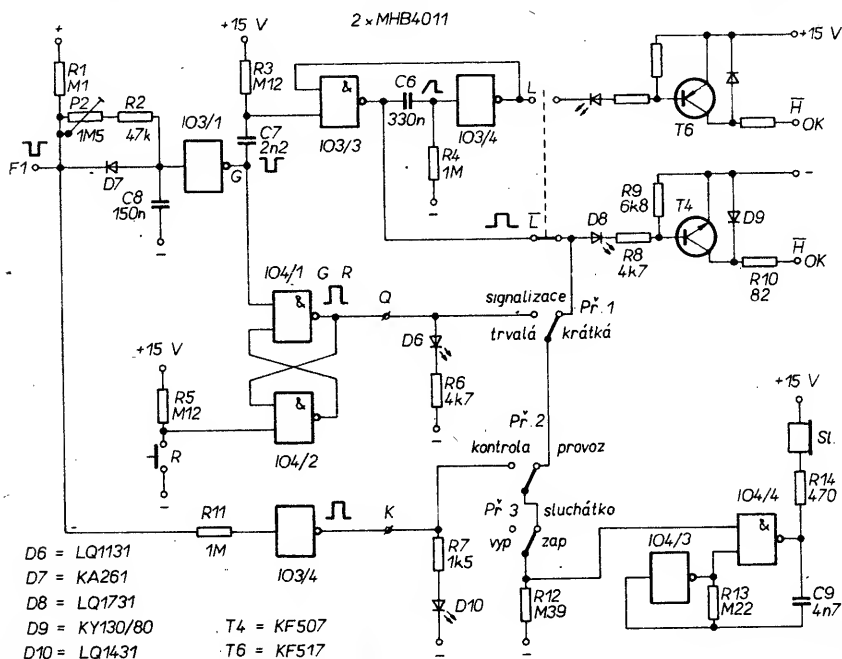 2 x MHB4011
+
R1
M1
P2
1M5
R2
47k
F1
D7
C8
150n
IO3/1
G
+15 V
R3
M12
C7
2n2
&
IO3/3
C6
330n
R4
1M
IO3/4
L
L̅
+15 V
T6
H̅
OK
D8
R8
4k7
R9
6k8
T4
D9
R10
82
H̅
OK
&
IO4/1
G R
Q
D6
R6
4k7
signalizace
trvalá
krátká
Př. 1
+15 V
R5
M12
R
&
IO4/2
Př. 2
kontrola
provoz
Př 3
sluchátko
vyp
zap
R11
1M
IO3/4
K
R7
1k5
D10
R12
M39
+15 V
Sl.
R14
470
IO4/4
&
IO4/3
R13
M22
C9
4n7
D6 = LQ1131
D7 = KA261
D8 = LQ1731
D9 = KY130/80
D10 = LQ1431
T4 = KF507
T6 = KF517